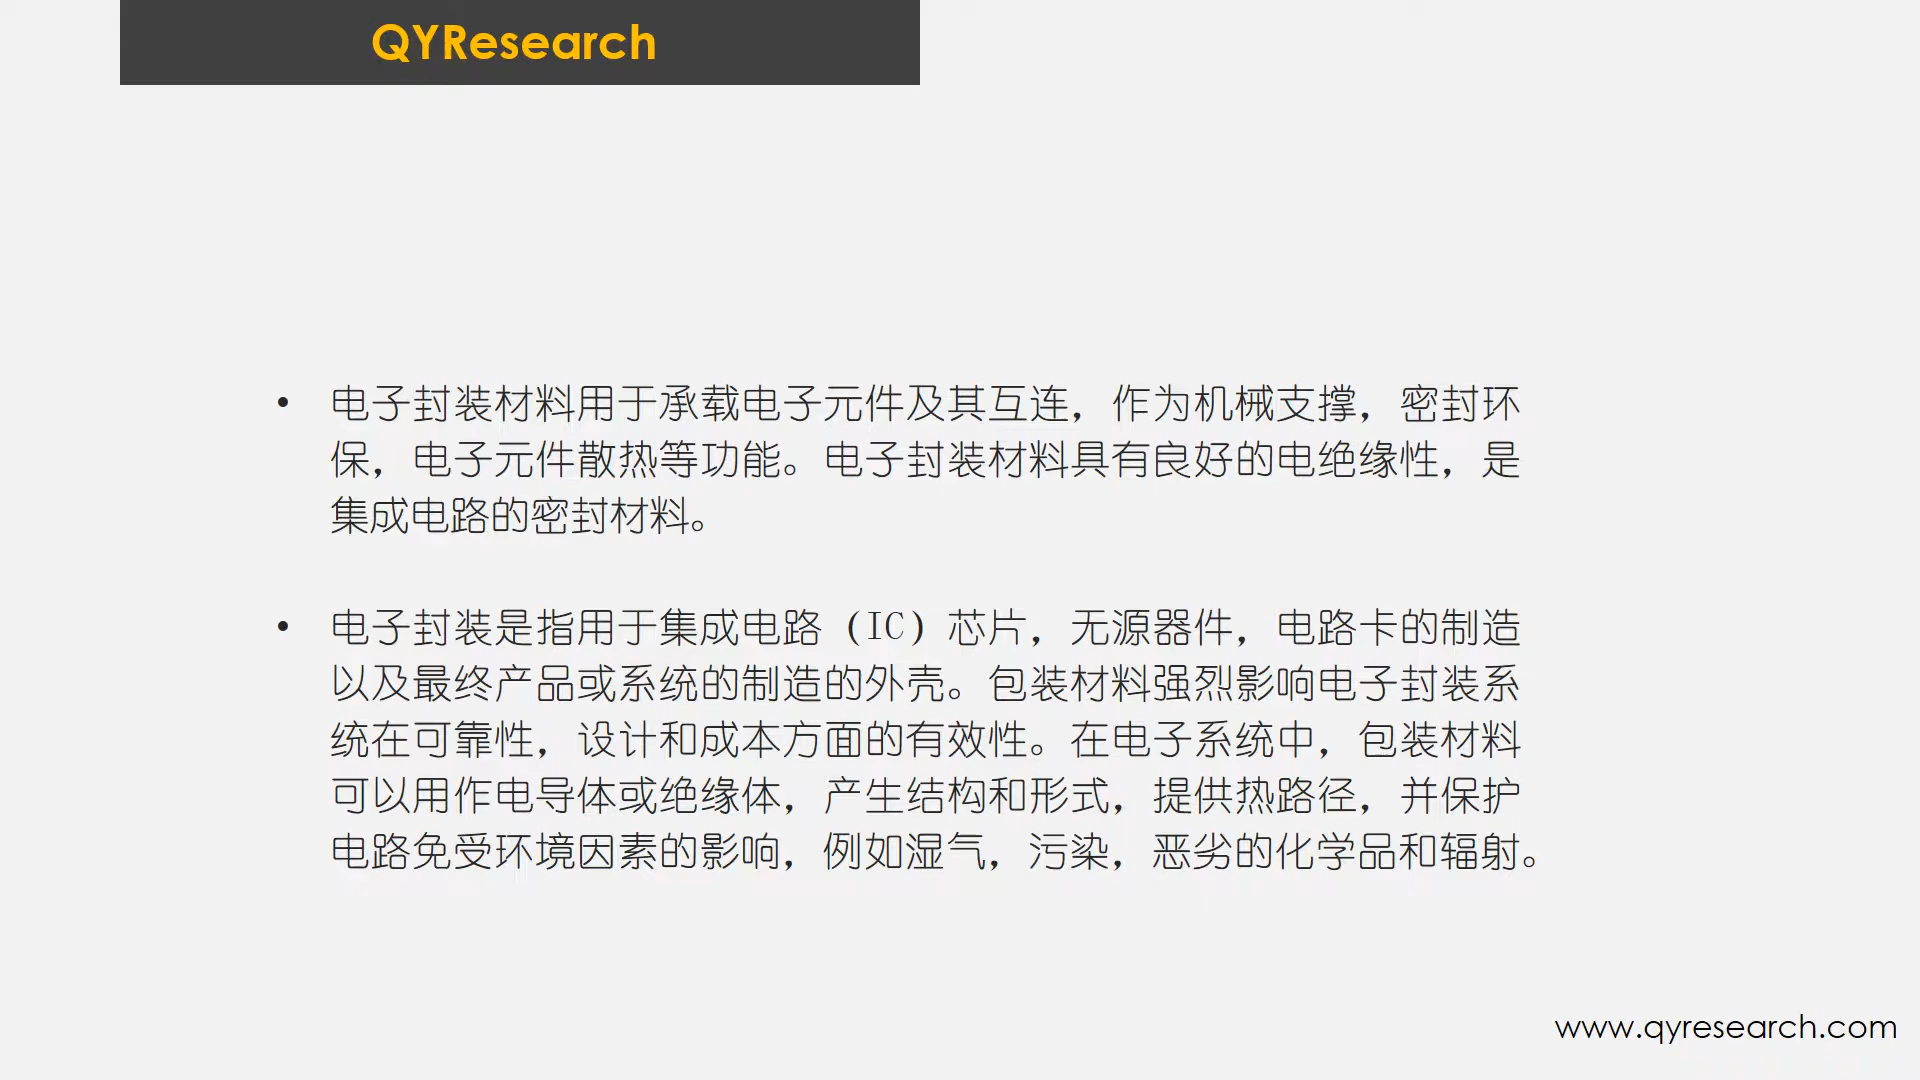 QYResearch
• 电子封装材料用于承载电子元件及其互连，作为机械支撑，密封环
保，电子元件散热等功能。电子封装材料具有良好的电绝缘性，是
集成电路的密封材料。
• 电子封装是指用于集成电路（IC）芯片，无源器件，电路卡的制造
以及最终产品或系统的制造的外壳。包装材料强烈影响电子封装系
统在可靠性，设计和成本方面的有效性。在电子系统中，包装材料
可以用作电导体或绝缘体，产生结构和形式，提供热路径，并保护
电路免受环境因素的影响，例如湿气，污染，恶劣的化学品和辐射。
www.qyresearch.com